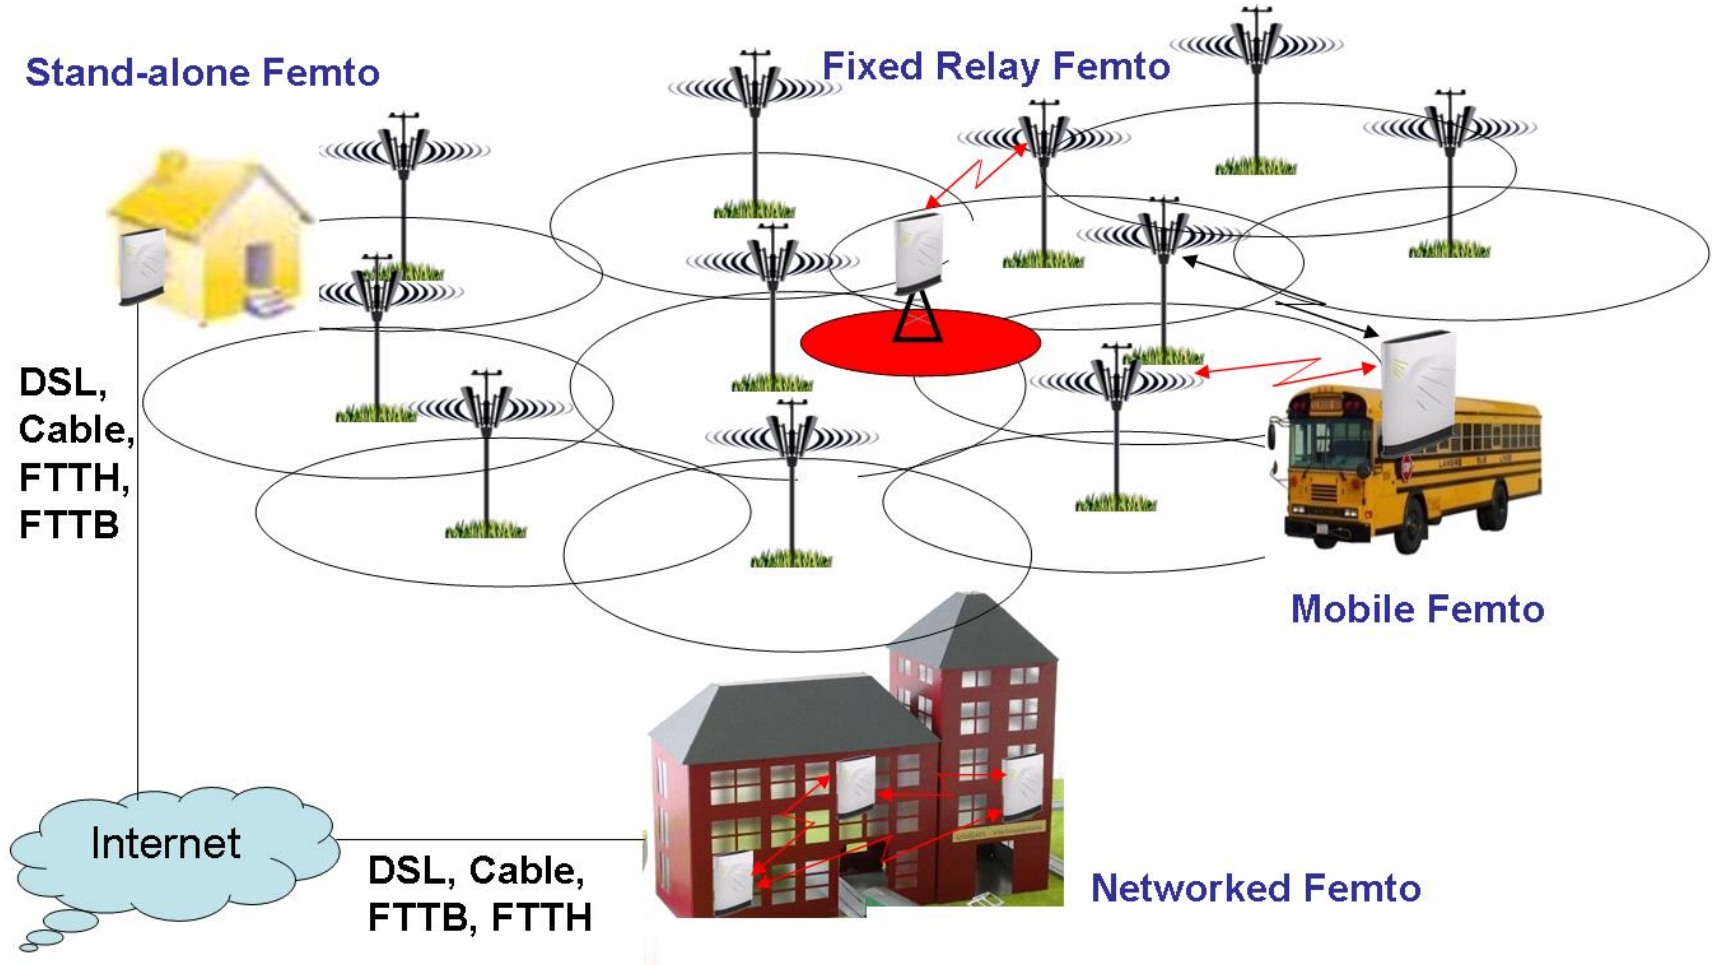 Stand-alone Femto
Fixed Relay Femto
DSL,
Cable,
FTTH,
FTTB
STOP
Mobile Femto
Internet
DSL, Cable,
FTTB, FTTH
Networked Femto